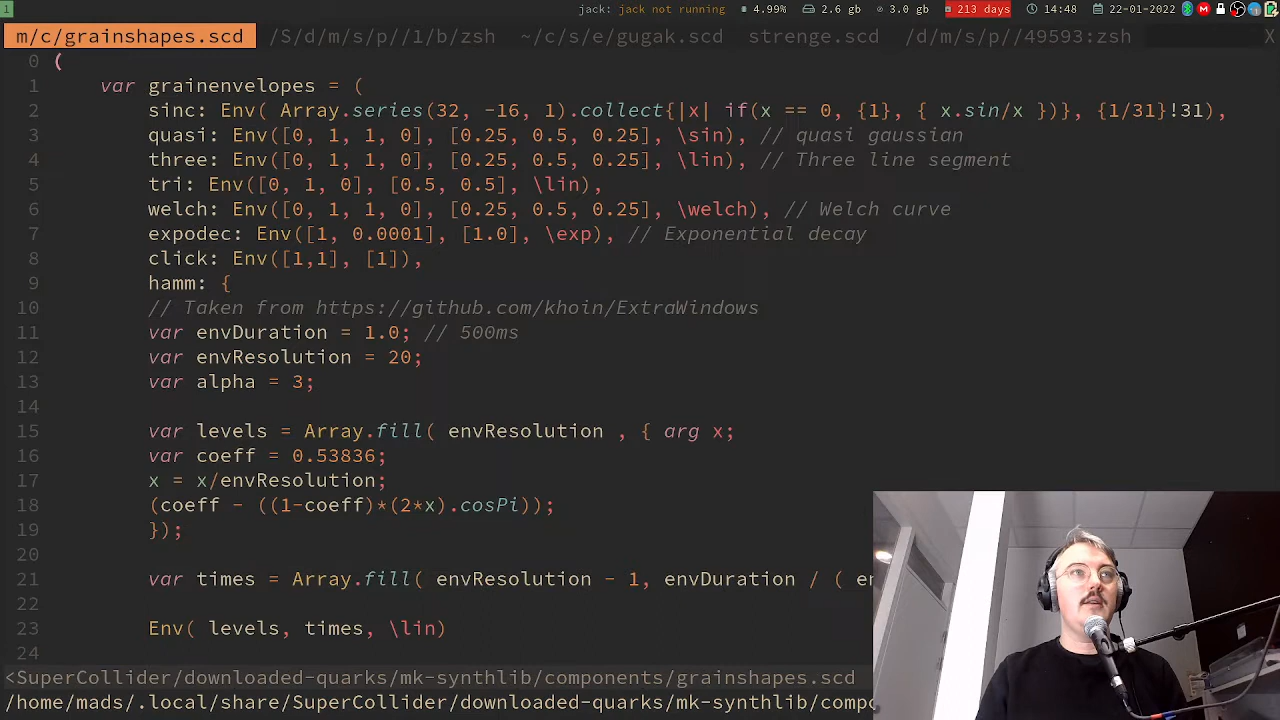 1 jack: jack not running 4.99% 2.6 gb 3.0 gb 213 days 14:48 22-01-2022
m/c/grainshapes.scd /S/d/m/s/p//1/b/zsh ~/c/s/e/gugak.scd strenge.scd /d/m/s/p//49593:zsh X
0 (
1 var grainenvelopes = (
2 sinc: Env( Array.series(32, -16, 1).collect{|x| if(x == 0, {1}, { x.sin/x })}, {1/31}!31),
3 quasi: Env([0, 1, 1, 0], [0.25, 0.5, 0.25], \sin), // quasi gaussian
4 three: Env([0, 1, 1, 0], [0.25, 0.5, 0.25], \lin), // Three line segment
5 tri: Env([0, 1, 0], [0.5, 0.5], \lin),
6 welch: Env([0, 1, 1, 0], [0.25, 0.5, 0.25], \welch), // Welch curve
7 expodec: Env([1, 0.0001], [1.0], \exp), // Exponential decay
8 click: Env([1,1], [1]),
9 hamm: {
10 // Taken from https://github.com/khoin/ExtraWindows
11 var envDuration = 1.0; // 500ms
12 var envResolution = 20;
13 var alpha = 3;
14
15 var levels = Array.fill( envResolution , { arg x;
16 var coeff = 0.53836;
17 x = x/envResolution;
18 (coeff - ((1-coeff)*(2*x).cosPi));
19 });
20
21 var times = Array.fill( envResolution - 1, envDuration / ( en
22
23 Env( levels, times, \lin)
24
<SuperCollider/downloaded-quarks/mk-synthlib/components/grainshapes.scd
/home/mads/.local/share/SuperCollider/downloaded-quarks/mk-synthlib/compo